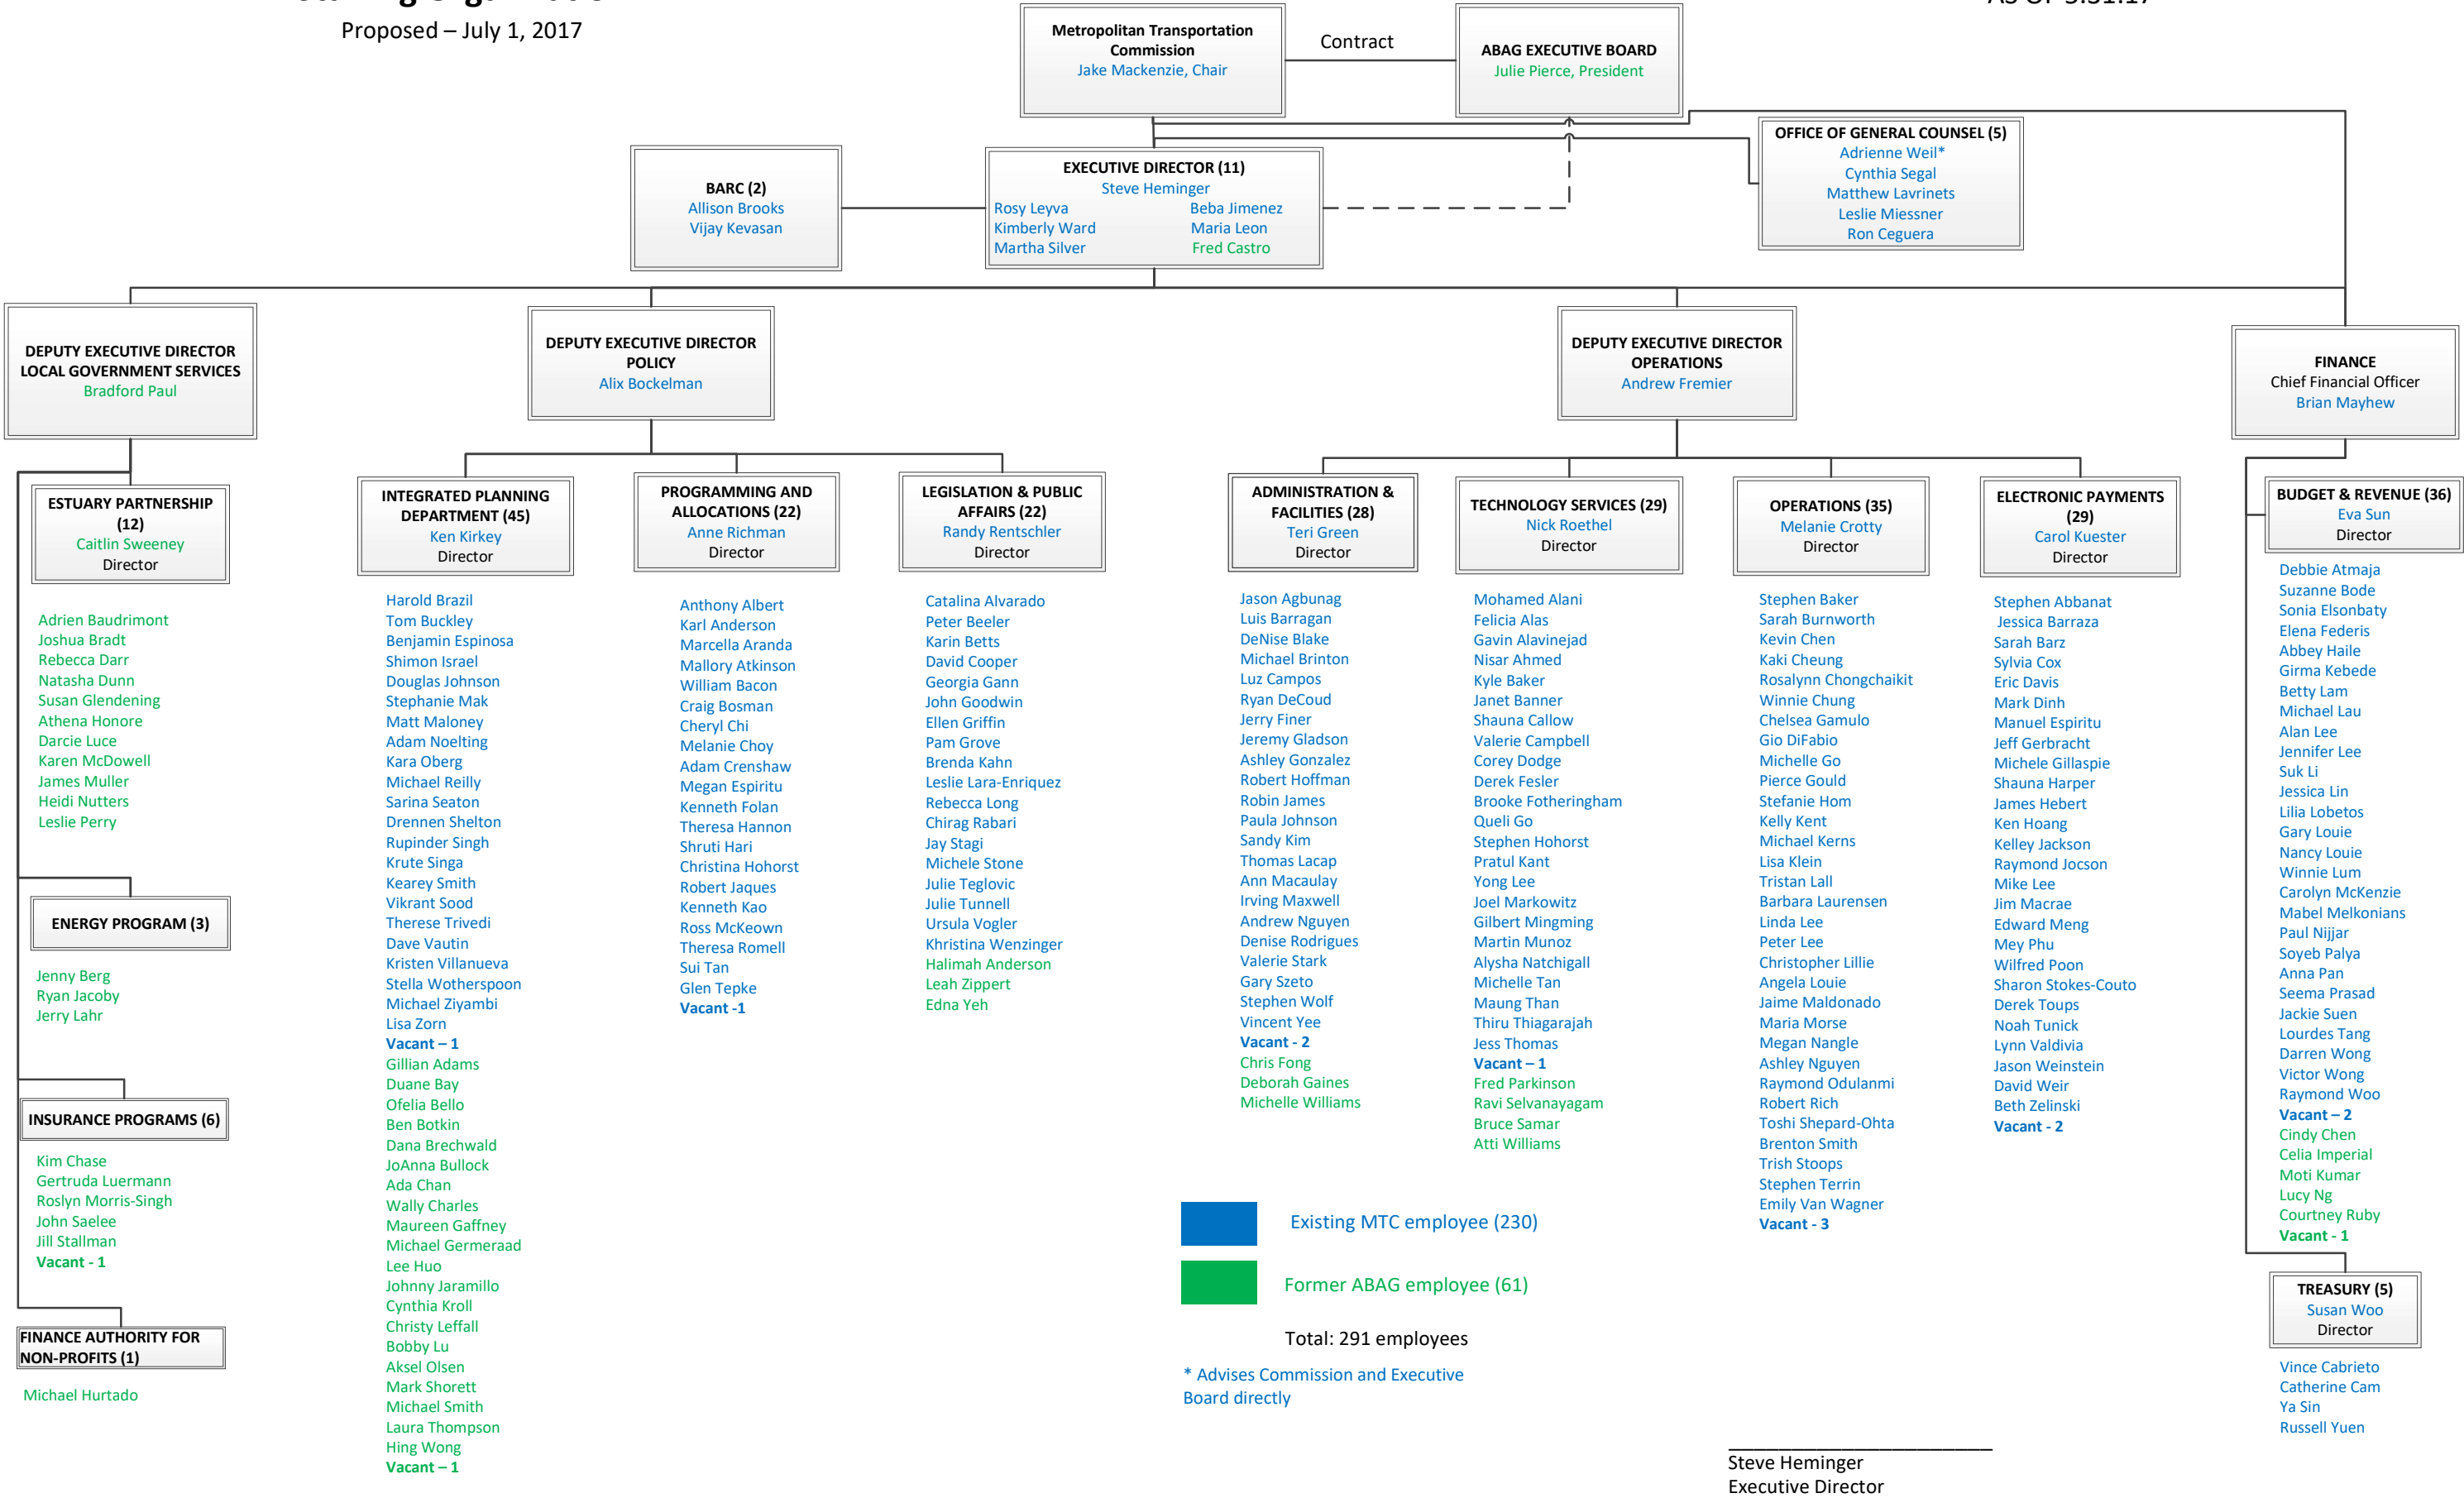 Proposed – July 1, 2017
Metropolitan Transportation
Commission
Jake Mackenzie, Chair
Contract
ABAG EXECUTIVE BOARD
Julie Pierce, President
OFFICE OF GENERAL COUNSEL (5)
Adrienne Weil*
Cynthia Segal
Matthew Lavrinets
Leslie Miessner
Ron Ceguera
BARC (2)
Allison Brooks
Vijay Kevasan
EXECUTIVE DIRECTOR (11)
Steve Heminger
Rosy Leyva
Kimberly Ward
Martha Silver
Beba Jimenez
Maria Leon
Fred Castro
DEPUTY EXECUTIVE DIRECTOR
LOCAL GOVERNMENT SERVICES
Bradford Paul
DEPUTY EXECUTIVE DIRECTOR
POLICY
Alix Bockelman
DEPUTY EXECUTIVE DIRECTOR
OPERATIONS
Andrew Fremier
FINANCE
Chief Financial Officer
Brian Mayhew
ESTUARY PARTNERSHIP
(12)
Caitlin Sweeney
Director
Adrien Baudrimont
Joshua Bradt
Rebecca Darr
Natasha Dunn
Susan Glendening
Athena Honore
Darcie Luce
Karen McDowell
James Muller
Heidi Nutters
Leslie Perry
ENERGY PROGRAM (3)
Jenny Berg
Ryan Jacoby
Jerry Lahr
INSURANCE PROGRAMS (6)
Kim Chase
Gertruda Luermann
Roslyn Morris-Singh
John Saelee
Jill Stallman
Vacant - 1
FINANCE AUTHORITY FOR
NON-PROFITS (1)
Michael Hurtado
INTEGRATED PLANNING
DEPARTMENT (45)
Ken Kirkey
Director
Harold Brazil
Tom Buckley
Benjamin Espinosa
Shimon Israel
Douglas Johnson
Stephanie Mak
Matt Maloney
Adam Noelting
Kara Oberg
Michael Reilly
Sarina Seaton
Drennen Shelton
Rupinder Singh
Krute Singa
Kearey Smith
Vikrant Sood
Therese Trivedi
Dave Vautin
Kristen Villanueva
Stella Wotherspoon
Michael Ziyambi
Lisa Zorn
Vacant – 1
Gillian Adams
Duane Bay
Ofelia Bello
Ben Botkin
Dana Brechwald
JoAnna Bullock
Ada Chan
Wally Charles
Maureen Gaffney
Michael Germeraad
Lee Huo
Johnny Jaramillo
Cynthia Kroll
Christy Leffall
Bobby Lu
Aksel Olsen
Mark Shorett
Michael Smith
Laura Thompson
Hing Wong
Vacant – 1
PROGRAMMING AND
ALLOCATIONS (22)
Anne Richman
Director
Anthony Albert
Karl Anderson
Marcella Aranda
Mallory Atkinson
William Bacon
Craig Bosman
Cheryl Chi
Melanie Choy
Adam Crenshaw
Megan Espiritu
Kenneth Folan
Theresa Hannon
Shruti Hari
Christina Hohorst
Robert Jaques
Kenneth Kao
Ross McKeown
Theresa Romell
Sui Tan
Glen Tepke
Vacant -1
LEGISLATION & PUBLIC
AFFAIRS (22)
Randy Rentschler
Director
Catalina Alvarado
Peter Beeler
Karin Betts
David Cooper
Georgia Gann
John Goodwin
Ellen Griffin
Pam Grove
Brenda Kahn
Leslie Lara-Enriquez
Rebecca Long
Chirag Rabari
Jay Stagi
Michele Stone
Julie Teglovic
Julie Tunnell
Ursula Vogler
Khristina Wenzinger
Halimah Anderson
Leah Zippert
Edna Yeh
ADMINISTRATION &
FACILITIES (28)
Teri Green
Director
Jason Agbunag
Luis Barragan
DeNise Blake
Michael Brinton
Luz Campos
Ryan DeCoud
Jerry Finer
Jeremy Gladson
Ashley Gonzalez
Robert Hoffman
Robin James
Paula Johnson
Sandy Kim
Thomas Lacap
Ann Macaulay
Irving Maxwell
Andrew Nguyen
Denise Rodrigues
Valerie Stark
Gary Szeto
Stephen Wolf
Vincent Yee
Vacant - 2
Chris Fong
Deborah Gaines
Michelle Williams
TECHNOLOGY SERVICES (29)
Nick Roethel
Director
Mohamed Alani
Felicia Alas
Gavin Alavinejad
Nisar Ahmed
Kyle Baker
Janet Banner
Shauna Callow
Valerie Campbell
Corey Dodge
Derek Fesler
Brooke Fotheringham
Queli Go
Stephen Hohorst
Pratul Kant
Yong Lee
Joel Markowitz
Gilbert Mingming
Martin Munoz
Alysha Natchigall
Michelle Tan
Maung Than
Thiru Thiagarajah
Jess Thomas
Vacant – 1
Fred Parkinson
Ravi Selvanayagam
Bruce Samar
Atti Williams
OPERATIONS (35)
Melanie Crotty
Director
Stephen Baker
Sarah Burnworth
Kevin Chen
Kaki Cheung
Rosalynn Chongchaikit
Winnie Chung
Chelsea Gamulo
Gio DiFabio
Michelle Go
Pierce Gould
Stefanie Hom
Kelly Kent
Michael Kerns
Lisa Klein
Tristan Lall
Barbara Laurensen
Linda Lee
Peter Lee
Christopher Lillie
Angela Louie
Jaime Maldonado
Maria Morse
Megan Nangle
Ashley Nguyen
Raymond Odulanmi
Robert Rich
Toshi Shepard-Ohta
Brenton Smith
Trish Stoops
Stephen Terrin
Emily Van Wagner
Vacant - 3
ELECTRONIC PAYMENTS
(29)
Carol Kuester
Director
Stephen Abbanat
Jessica Barraza
Sarah Barz
Sylvia Cox
Eric Davis
Mark Dinh
Manuel Espiritu
Jeff Gerbracht
Michele Gillaspie
Shauna Harper
James Hebert
Ken Hoang
Kelley Jackson
Raymond Jocson
Mike Lee
Jim Macrae
Edward Meng
Mey Phu
Wilfred Poon
Sharon Stokes-Couto
Derek Toups
Noah Tunick
Lynn Valdivia
Jason Weinstein
David Weir
Beth Zelinski
Vacant - 2
BUDGET & REVENUE (36)
Eva Sun
Director
Debbie Atmaja
Suzanne Bode
Sonia Elsonbaty
Elena Federis
Abbey Haile
Girma Kebede
Betty Lam
Michael Lau
Alan Lee
Jennifer Lee
Suk Li
Jessica Lin
Lilia Lobetos
Gary Louie
Nancy Louie
Winnie Lum
Carolyn McKenzie
Mabel Melkonians
Paul Nijjar
Soyeb Palya
Anna Pan
Seema Prasad
Jackie Suen
Lourdes Tang
Darren Wong
Victor Wong
Raymond Woo
Vacant – 2
Cindy Chen
Celia Imperial
Moti Kumar
Lucy Ng
Courtney Ruby
Vacant - 1
TREASURY (5)
Susan Woo
Director
Vince Cabrieto
Catherine Cam
Ya Sin
Russell Yuen
Existing MTC employee (230)
Former ABAG employee (61)
Total: 291 employees
* Advises Commission and Executive
Board directly
Steve Heminger
Executive Director